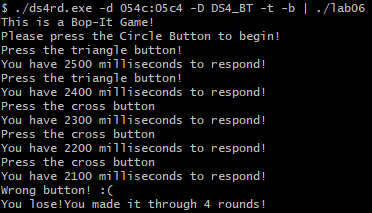 $ ./ds4rd.exe -d 054c:05c4 -D DS4_BT -t -b | ./lab06
This is a Bop-It Game!
Please press the Circle Button to begin!
Press the triangle button!
You have 2500 milliseconds to respond!
Press the triangle button!
You have 2400 milliseconds to respond!
Press the cross button
You have 2300 milliseconds to respond!
Press the cross button
You have 2200 milliseconds to respond!
Press the cross button
You have 2100 milliseconds to respond!
Wrong button! :(
You lose!You made it through 4 rounds!